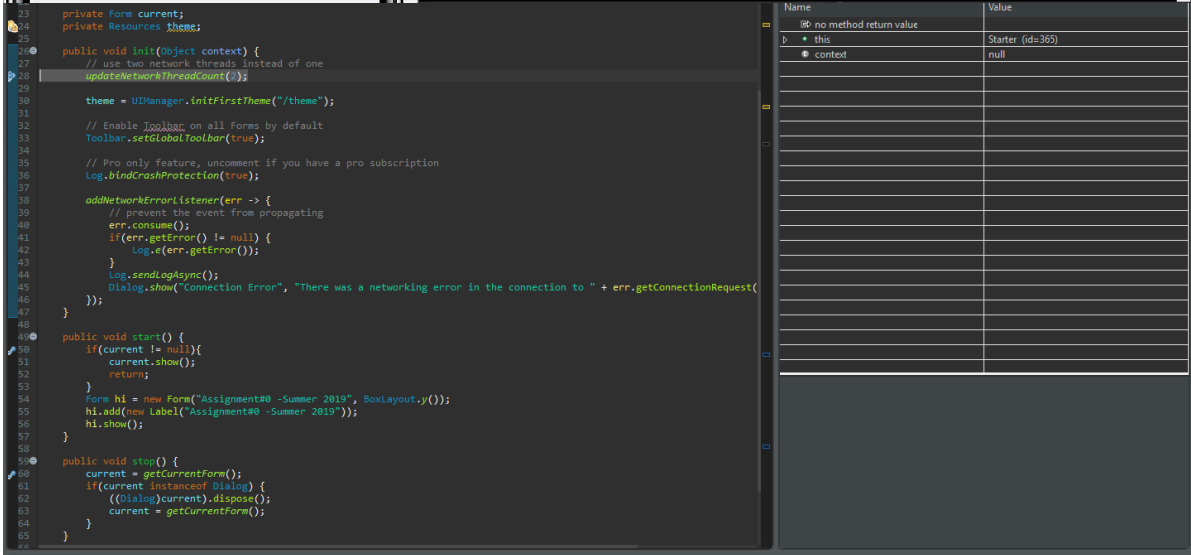 23 private Form current;
24 private Resources theme;
25
26 public void init(Object context) {
27 // use two network threads instead of one
28 updateNetworkThreadCount(2);
29
30 theme = UIManager.initFirstTheme("/theme");
31
32 // Enable Toolbar on all Forms by default
33 Toolbar.setGlobalToolbar(true);
34
35 // Pro only feature, uncomment if you have a pro subscription
36 Log.bindCrashProtection(true);
37
38 addNetworkErrorListener(err -> {
39 // prevent the event from propagating
40 err.consume();
41 if(err.getError() != null) {
42 Log.e(err.getError());
43 }
44 Log.sendLogAsync();
45 Dialog.show("Connection Error", "There was a networking error in the connection to " + err.getConnectionRequest(
46 });
47 }
48
49 public void start() {
50 if(current != null){
51 current.show();
52 return;
53 }
54 Form hi = new Form("Assignment#0 -Summer 2019", BoxLayout.y());
55 hi.add(new Label("Assignment#0 -Summer 2019"));
56 hi.show();
57 }
58
59 public void stop() {
60 current = getCurrentForm();
61 if(current instanceof Dialog) {
62 ((Dialog)current).dispose();
63 current = getCurrentForm();
64 }
65 }
Name Value
no method return value
this Starter (id=365)
context null